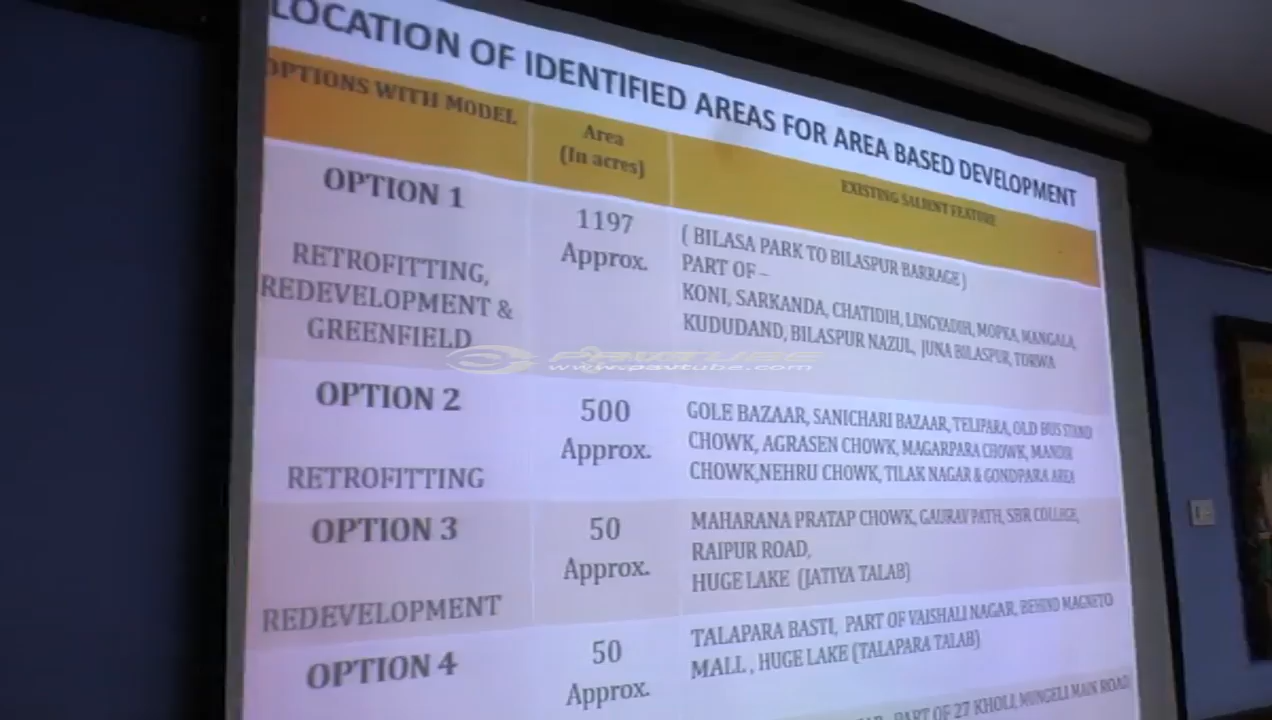 LOCATION OF IDENTIFIED AREAS FOR AREA BASED DEVELOPMENT
OPTIONS WITH MODEL
Area
(In acres)
EXISTING SALIENT FEATURE
OPTION 1
RETROFITTING,
REDEVELOPMENT &
GREENFIELD
1197
Approx.
( BILASA PARK TO BILASPUR BARRAGE )
PART OF –
KONI, SARKANDA, CHATIDIH, LINGYADIH, MOPKA, MANGALA,
KUDUDAND, BILASPUR NAZUL, JUNA BILASPUR, TORWA
PAVTUBE
www.pavtube.com
OPTION 2
RETROFITTING
500
Approx.
GOLE BAZAAR, SANICHARI BAZAAR, TELIPARA, OLD BUS STAND
CHOWK, AGRASEN CHOWK, MAGARPARA CHOWK, MANDIR
CHOWK,NEHRU CHOWK, TILAK NAGAR & GONDPARA AREA
OPTION 3
REDEVELOPMENT
50
Approx.
MAHARANA PRATAP CHOWK, GAURAV PATH, SBR COLLEGE,
RAIPUR ROAD,
HUGE LAKE (JATIYA TALAB)
OPTION 4
50
Approx.
TALAPARA BASTI, PART OF VAISHALI NAGAR, BEHIND MAGNETO
MALL , HUGE LAKE (TALAPARA TALAB)
PART OF 27 KHOLI, MUNGELI MAIN ROAD